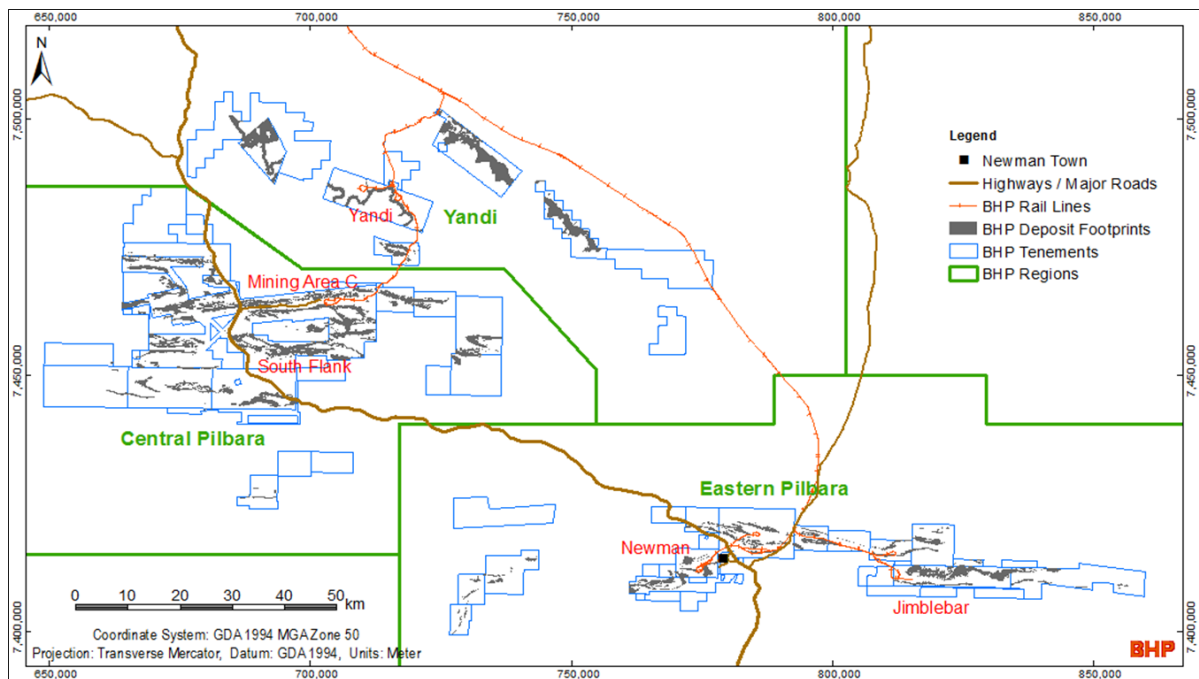 650,000
700,000
750,000
800,000
850,000
N
7,500,000
7,500,000
Legend
Newman Town
Highways / Major Roads
BHP Rail Lines
BHP Deposit Footprints
BHP Tenements
BHP Regions
Yandi
Yandi
Mining Area C
South Flank
7,450,000
7,450,000
Central Pilbara
Eastern Pilbara
Newman
Jimblebar
0 10 20 30 40 50 km
7,400,000
7,400,000
Coordinate System: GDA 1994 MGA Zone 50
Projection: Transverse Mercator, Datum: GDA 1994, Units: Meter
BHP
650,000
700,000
750,000
800,000
850,000